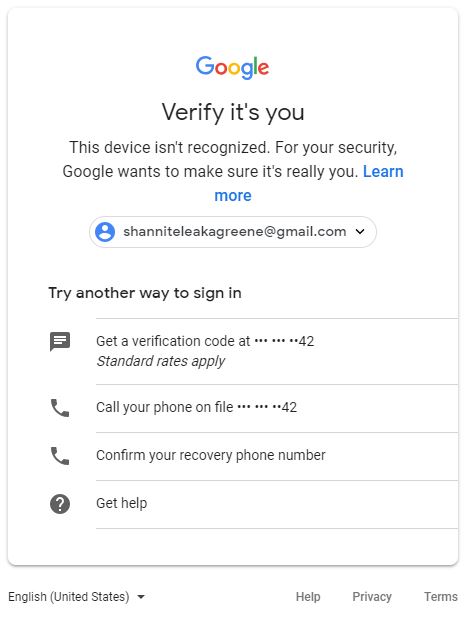 Google
Verify it's you
This device isn't recognized. For your security,
Google wants to make sure it's really you. Learn
more
shanniteleakagreene@gmail.com
Try another way to sign in
Get a verification code at ••• ••• ••42
Standard rates apply
Call your phone on file ••• ••• ••42
Confirm your recovery phone number
Get help
English (United States) Help Privacy Terms